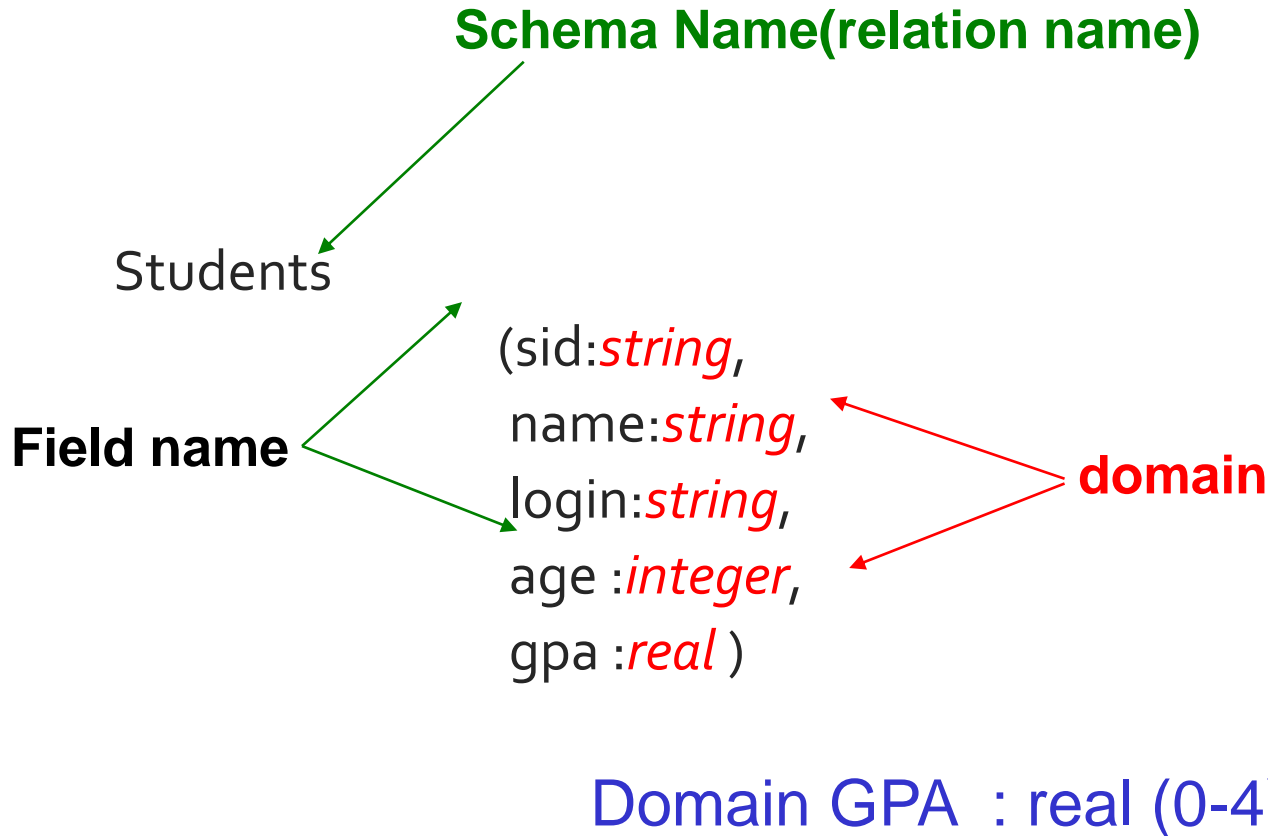 Schema Name(relation name)
Students
(sid:string,
name:string,
Field name
domain
login:string,
age :integer,
gpa :real )
Domain GPA : real (0-4